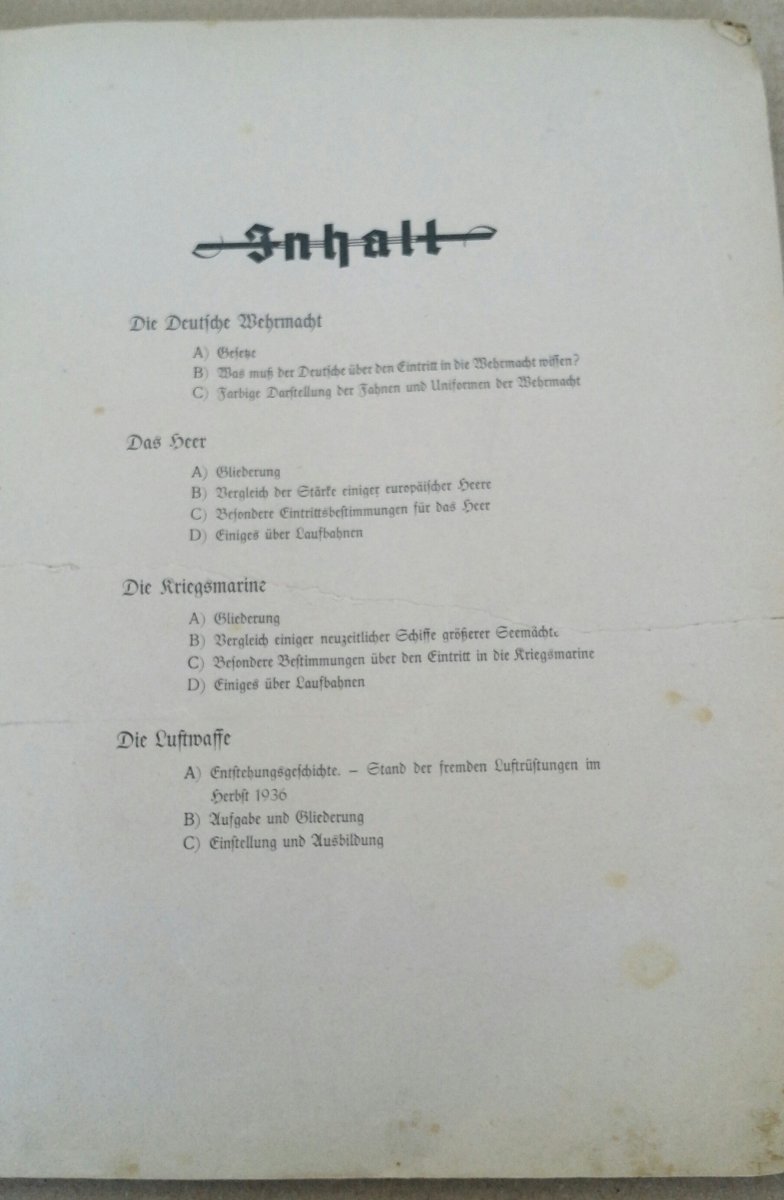 Inhalt
Die Deutsche Wehrmacht
A) Gesetze
B) Was muß der Deutsche über den Eintritt in die Wehrmacht wissen?
C) Farbige Darstellung der Fahnen und Uniformen der Wehrmacht
Das Heer
A) Gliederung
B) Vergleich der Stärke einiger europäischer Heere
C) Besondere Eintrittsbestimmungen für das Heer
D) Einiges über Laufbahnen
Die Kriegsmarine
A) Gliederung
B) Vergleich einiger neuzeitlicher Schiffe größerer Seemächte
C) Besondere Bestimmungen über den Eintritt in die Kriegsmarine
D) Einiges über Laufbahnen
Die Luftwaffe
A) Entstehungsgeschichte. – Stand der fremden Luftrüstungen im
Herbst 1936
B) Aufgabe und Gliederung
C) Einstellung und Ausbildung